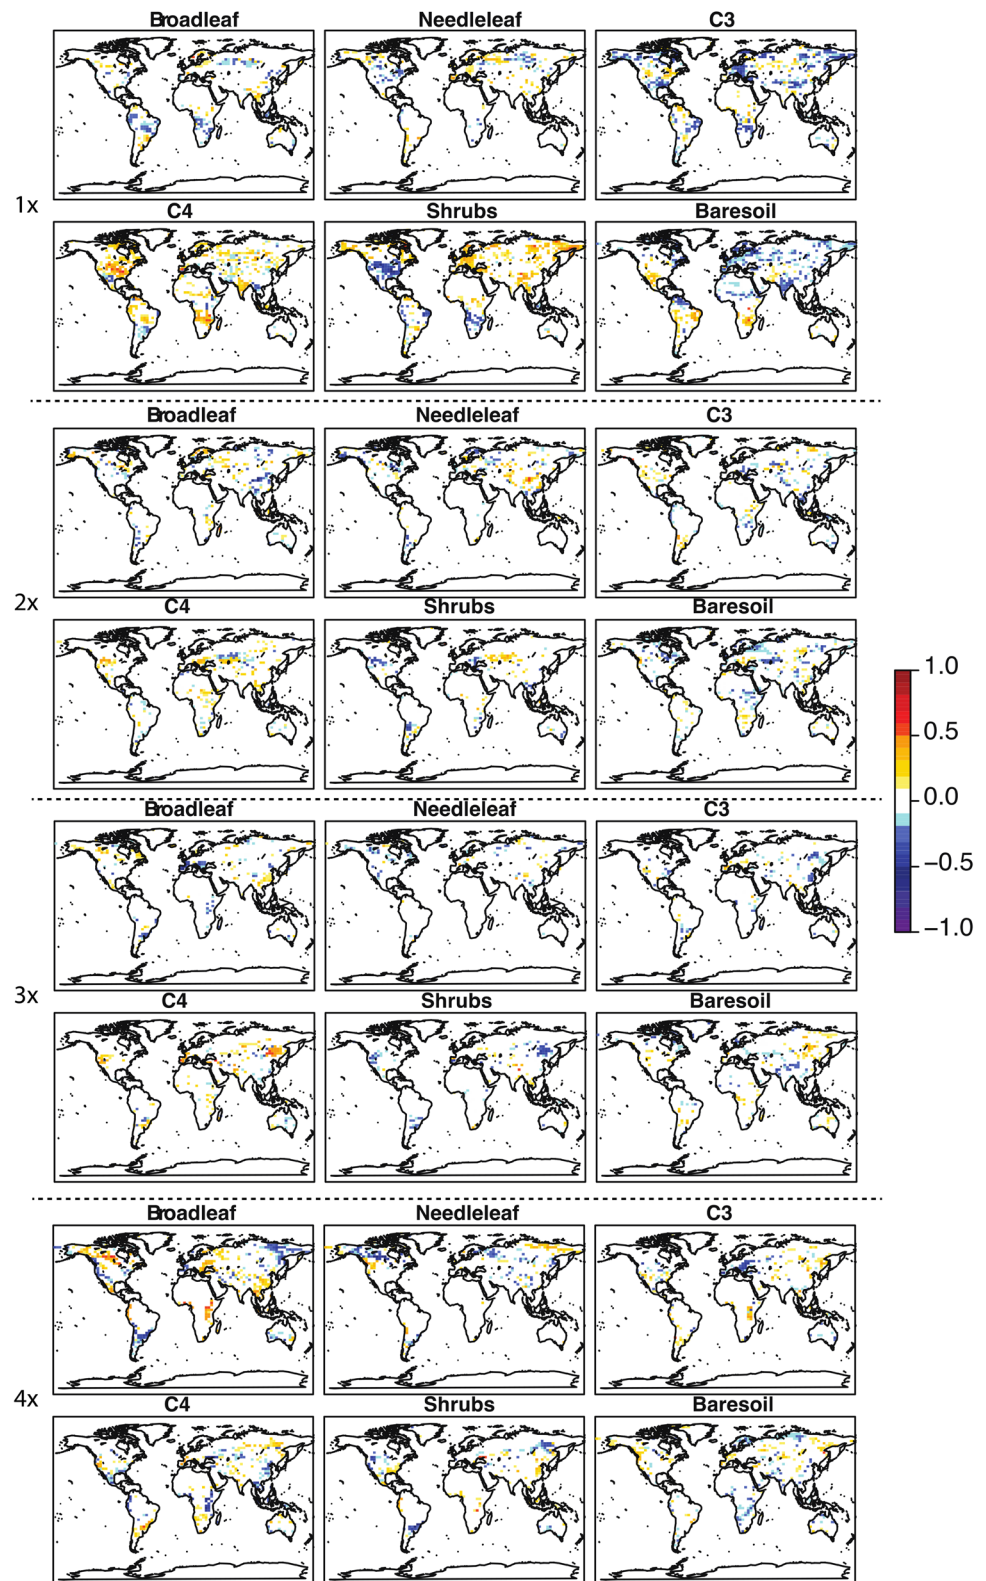 Broadleaf Needleleaf C3
1x
C4 Shrubs Baresoil
Broadleaf Needleleaf C3
2x
C4 Shrubs Baresoil
1.0
0.5
0.0
−0.5
−1.0
Broadleaf Needleleaf C3
3x
C4 Shrubs Baresoil
Broadleaf Needleleaf C3
4x
C4 Shrubs Baresoil